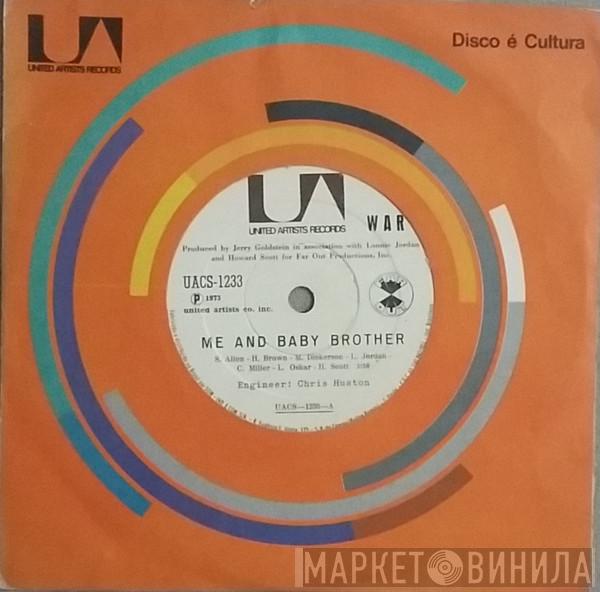 UNITED ARTISTS RECORDS
Disco é Cultura
UNITED ARTISTS RECORDS
WAR
Produced by Jerry Goldstein in association with Lonnie Jordan
and Howard Scott for Far Out Productions, Inc.
UACS-1233
℗ 1973
united artists co. inc.
ME AND BABY BROTHER
S. Allen - H. Brown - M. Dickerson - L. Jordan -
C. Miller - L. Oskar - H. Scott
Engineer: Chris Huston
МАРКЕТ ВИНИЛА